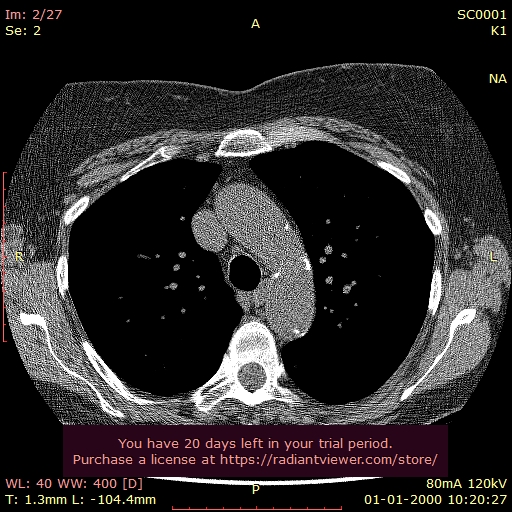 Im: 2/27
Se: 2
A
SC0001
K1
NA
R
L
You have 20 days left in your trial period.
Purchase a license at https://radiantviewer.com/store/
WL: 40 WW: 400 [D]
T: 1.3mm L: -104.4mm
P
80mA 120kV
01-01-2000 10:20:27